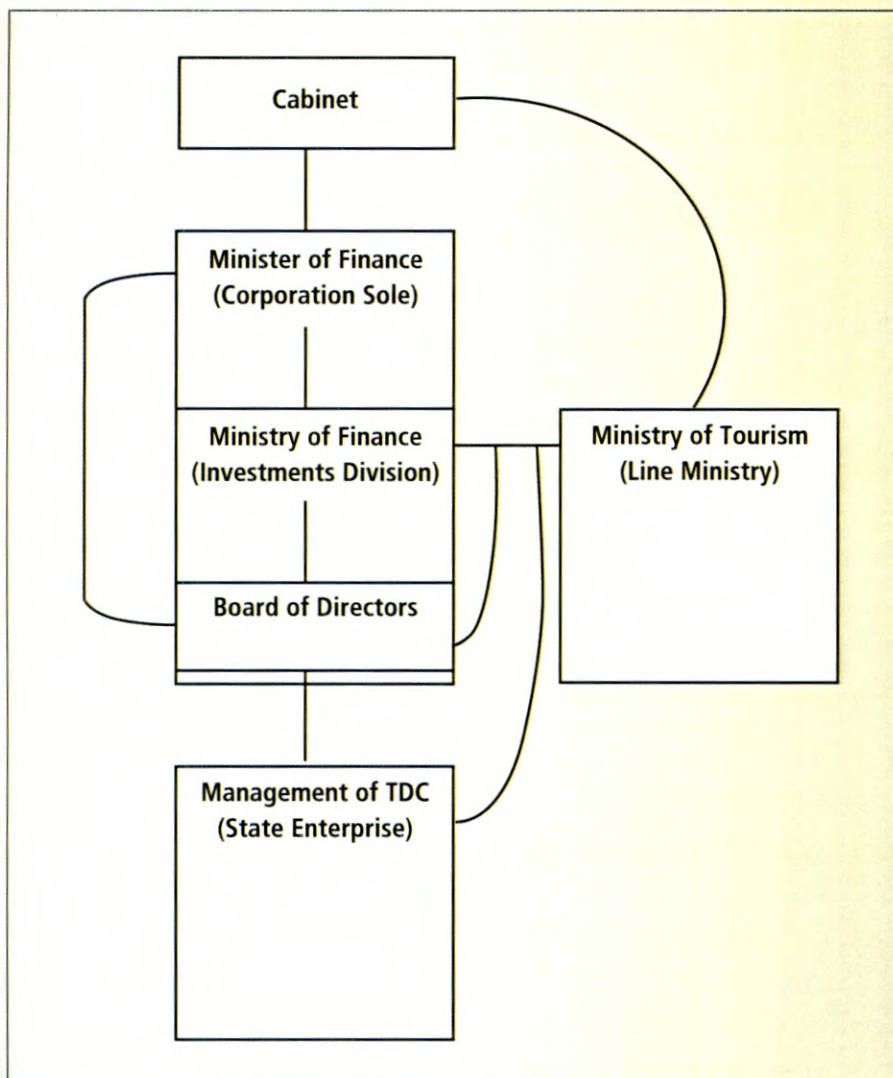 Cabinet
Minister of Finance
(Corporation Sole)
Ministry of Finance
(Investments Division)
Ministry of Tourism
(Line Ministry)
Board of Directors
Management of TDC
(State Enterprise)